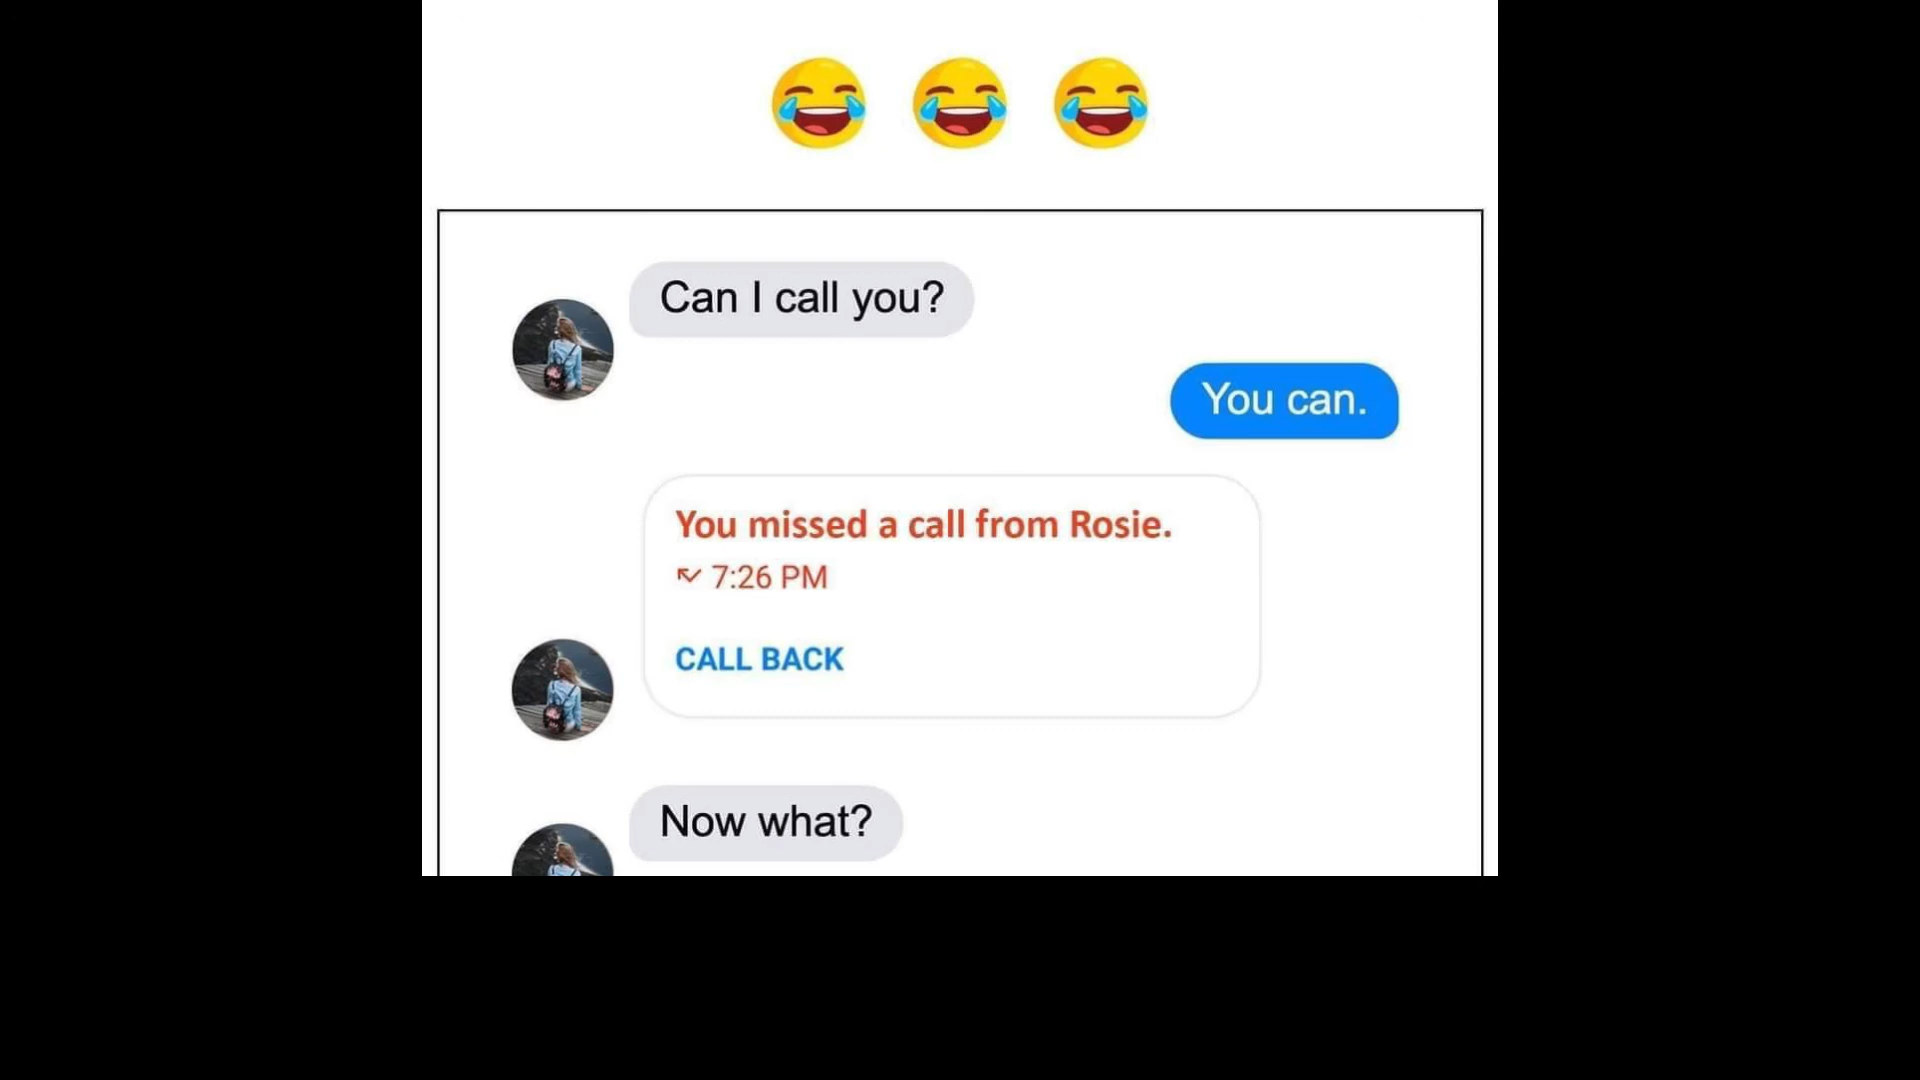 Can I call you?
You can.
You missed a call from Rosie.
7:26 PM
CALL BACK
Now what?